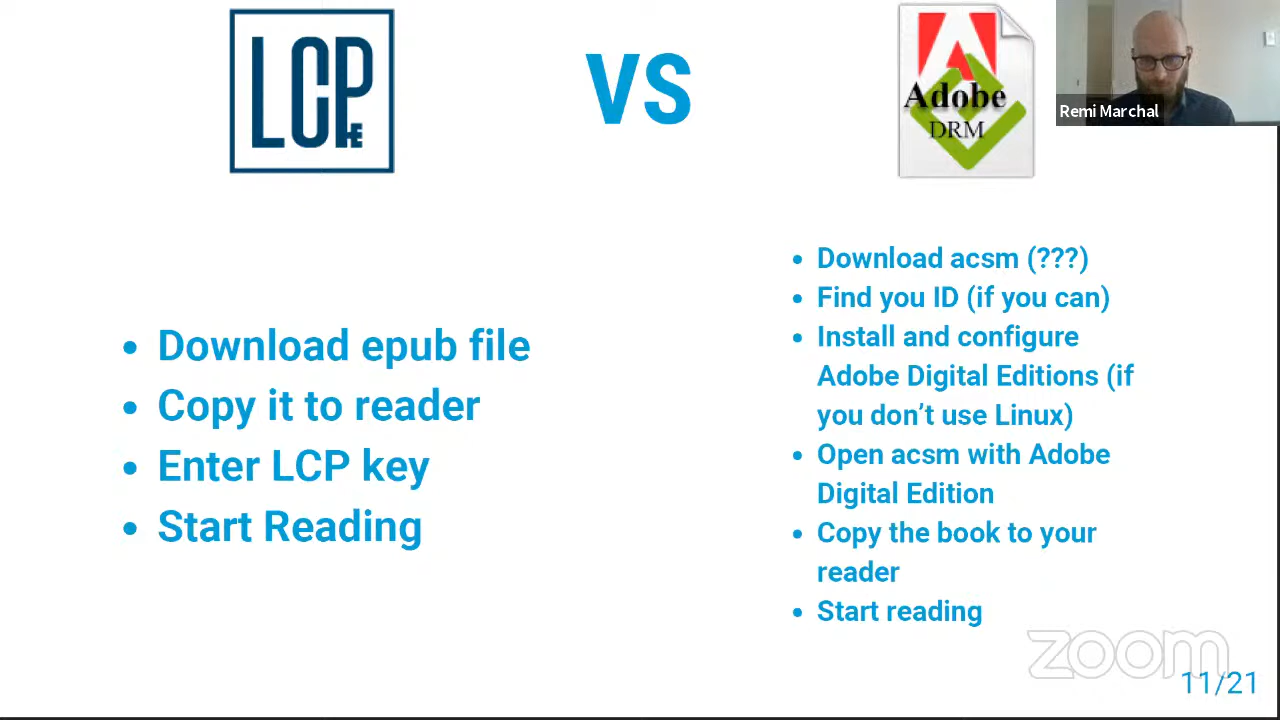 LCP
VS
Adobe
DRM
Remi Marchal
Download epub file
Copy it to reader
Enter LCP key
Start Reading
Download acsm (???)
Find you ID (if you can)
Install and configure
Adobe Digital Editions (if
you don't use Linux)
Open acsm with Adobe
Digital Edition
Copy the book to your
reader
Start reading
zoom
11/21